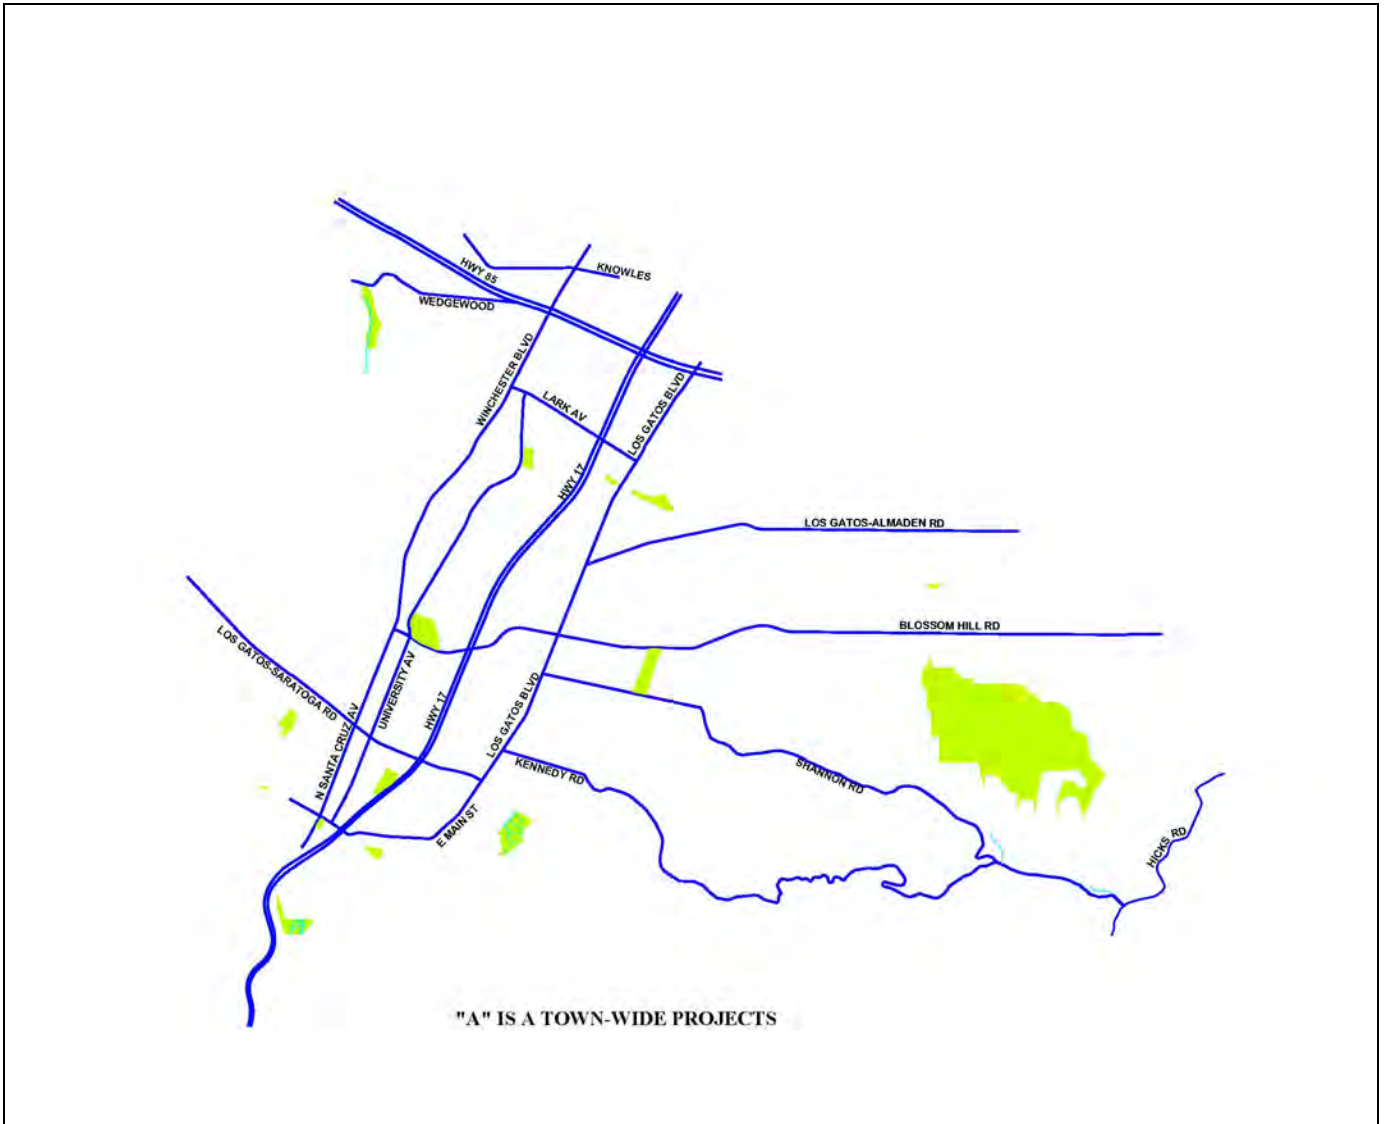 HWY 85
KNOWLES
WEDGEWOOD
WINCHESTER BLVD
LARK AV
LOS GATOS BLVD
HWY 17
LOS GATOS-ALMADEN RD
BLOSSOM HILL RD
LOS GATOS-SARATOGA RD
UNIVERSITY AV
N SANTA CRUZ AV
HWY 17
LOS GATOS BLVD
KENNEDY RD
SHANNON RD
E MAIN ST
HICKS RD
"A" IS A TOWN-WIDE PROJECTS